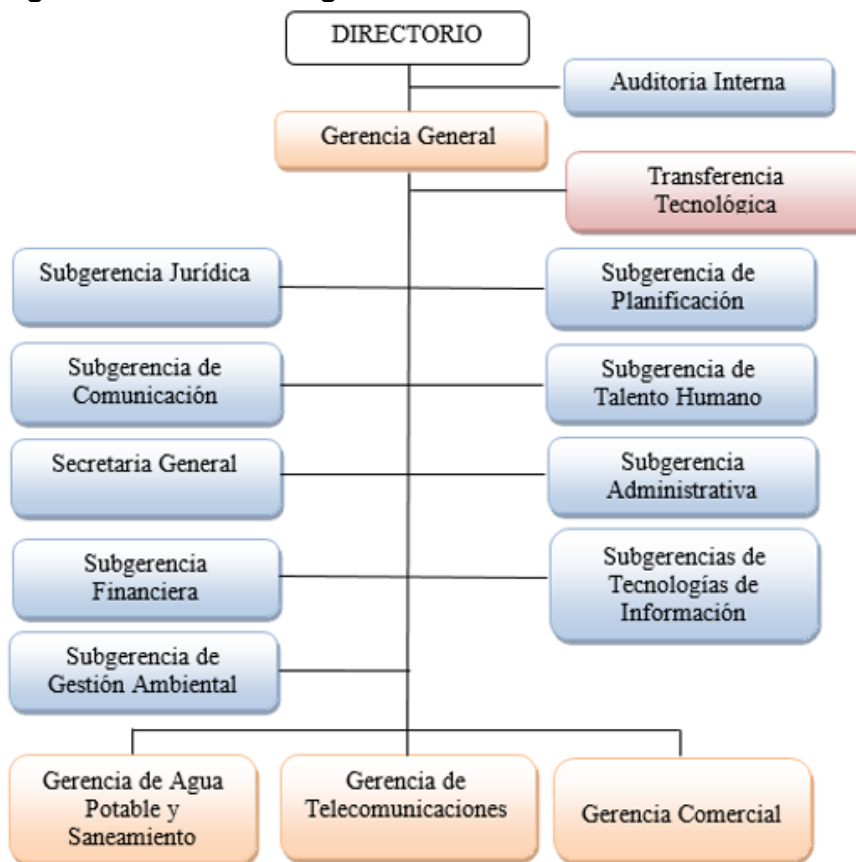 DIRECTORIO
Auditoria Interna
Gerencia General
Transferencia
Tecnológica
Subgerencia Jurídica
Subgerencia de
Planificación
Subgerencia de
Comunicación
Subgerencia de
Talento Humano
Secretaria General
Subgerencia
Administrativa
Subgerencia
Financiera
Subgerencias de
Tecnologías de
Información
Subgerencia de
Gestión Ambiental
Gerencia de Agua
Potable y
Saneamiento
Gerencia de
Telecomunicaciones
Gerencia Comercial